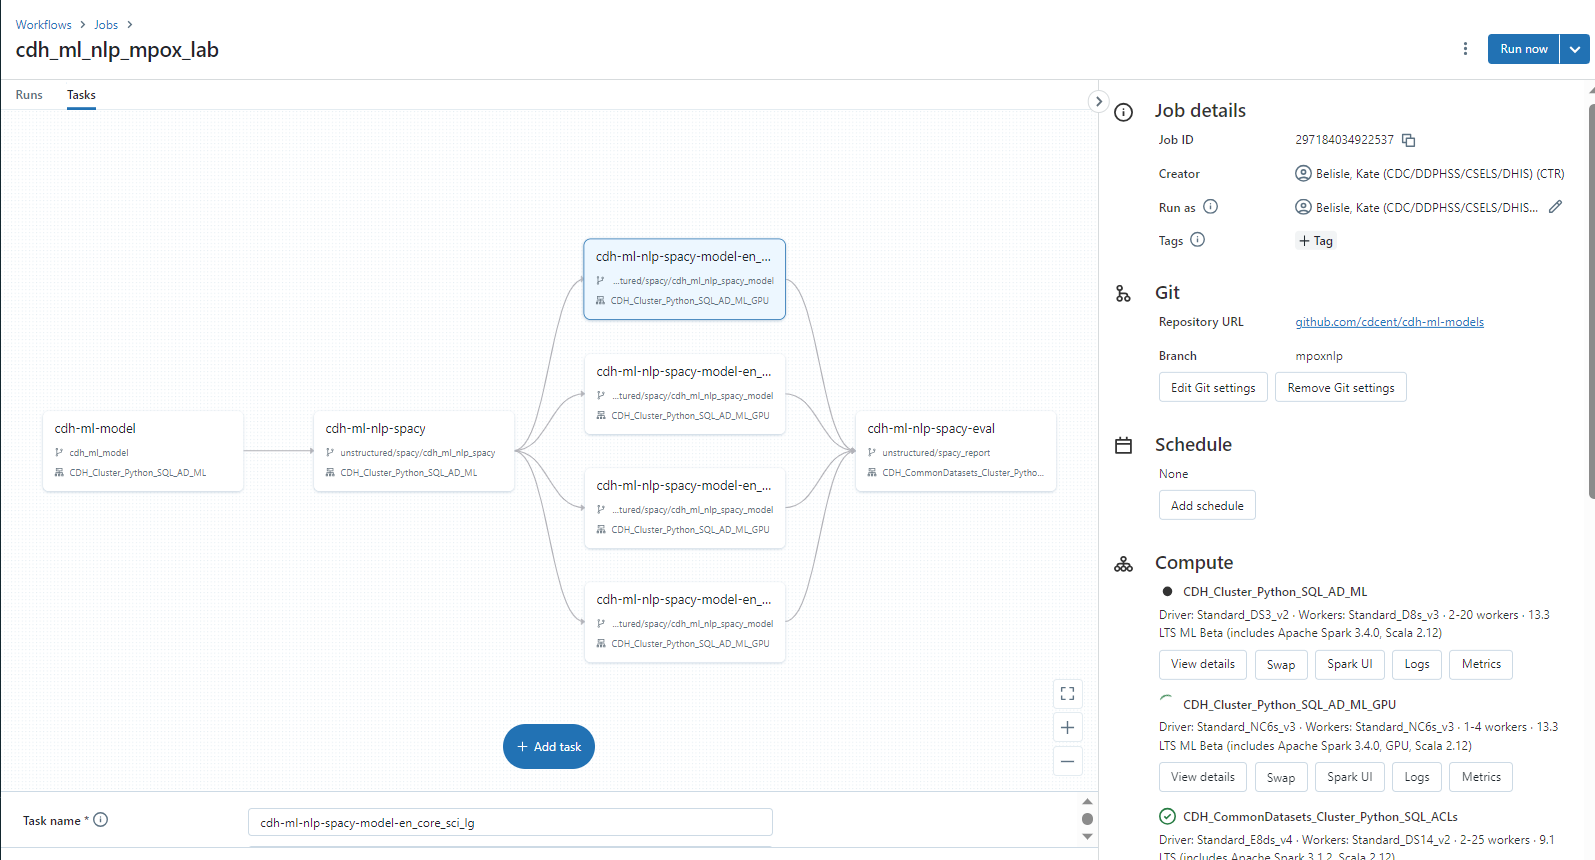 Workflows > Jobs >
cdh_ml_nlp_mpox_lab
Run now
Runs Tasks
cdh-ml-model
cdh_ml_model
CDH_Cluster_Python_SQL_AD_ML
cdh-ml-nlp-spacy
unstructured/spacy/cdh_ml_nlp_spacy
CDH_Cluster_Python_SQL_AD_ML
cdh-ml-nlp-spacy-model-en_...
...tured/spacy/cdh_ml_nlp_spacy_model
CDH_Cluster_Python_SQL_AD_ML_GPU
cdh-ml-nlp-spacy-model-en_...
...tured/spacy/cdh_ml_nlp_spacy_model
CDH_Cluster_Python_SQL_AD_ML_GPU
cdh-ml-nlp-spacy-model-en_...
...tured/spacy/cdh_ml_nlp_spacy_model
CDH_Cluster_Python_SQL_AD_ML_GPU
cdh-ml-nlp-spacy-model-en_...
...tured/spacy/cdh_ml_nlp_spacy_model
CDH_Cluster_Python_SQL_AD_ML_GPU
cdh-ml-nlp-spacy-eval
unstructured/spacy_report
CDH_CommonDatasets_Cluster_Pytho...
+ Add task
Task name * cdh-ml-nlp-spacy-model-en_core_sci_lg
Job details
Job ID 297184034922537
Creator Belisle, Kate (CDC/DDPHSS/CSELS/DHIS) (CTR)
Run as Belisle, Kate (CDC/DDPHSS/CSELS/DHIS...
Tags + Tag
Git
Repository URL github.com/cdcent/cdh-ml-models
Branch mpoxnlp
Edit Git settings Remove Git settings
Schedule
None
Add schedule
Compute
CDH_Cluster_Python_SQL_AD_ML
Driver: Standard_DS3_v2 · Workers: Standard_D8s_v3 · 2-20 workers · 13.3
LTS ML Beta (includes Apache Spark 3.4.0, Scala 2.12)
View details Swap Spark UI Logs Metrics
CDH_Cluster_Python_SQL_AD_ML_GPU
Driver: Standard_NC6s_v3 · Workers: Standard_NC6s_v3 · 1-4 workers · 13.3
LTS ML Beta (includes Apache Spark 3.4.0, GPU, Scala 2.12)
View details Swap Spark UI Logs Metrics
CDH_CommonDatasets_Cluster_Python_SQL_ACLs
Driver: Standard_E8ds_v4 · Workers: Standard_DS14_v2 · 2-25 workers · 9.1
LTS (includes Apache Spark 3.1.2, Scala 2.12)